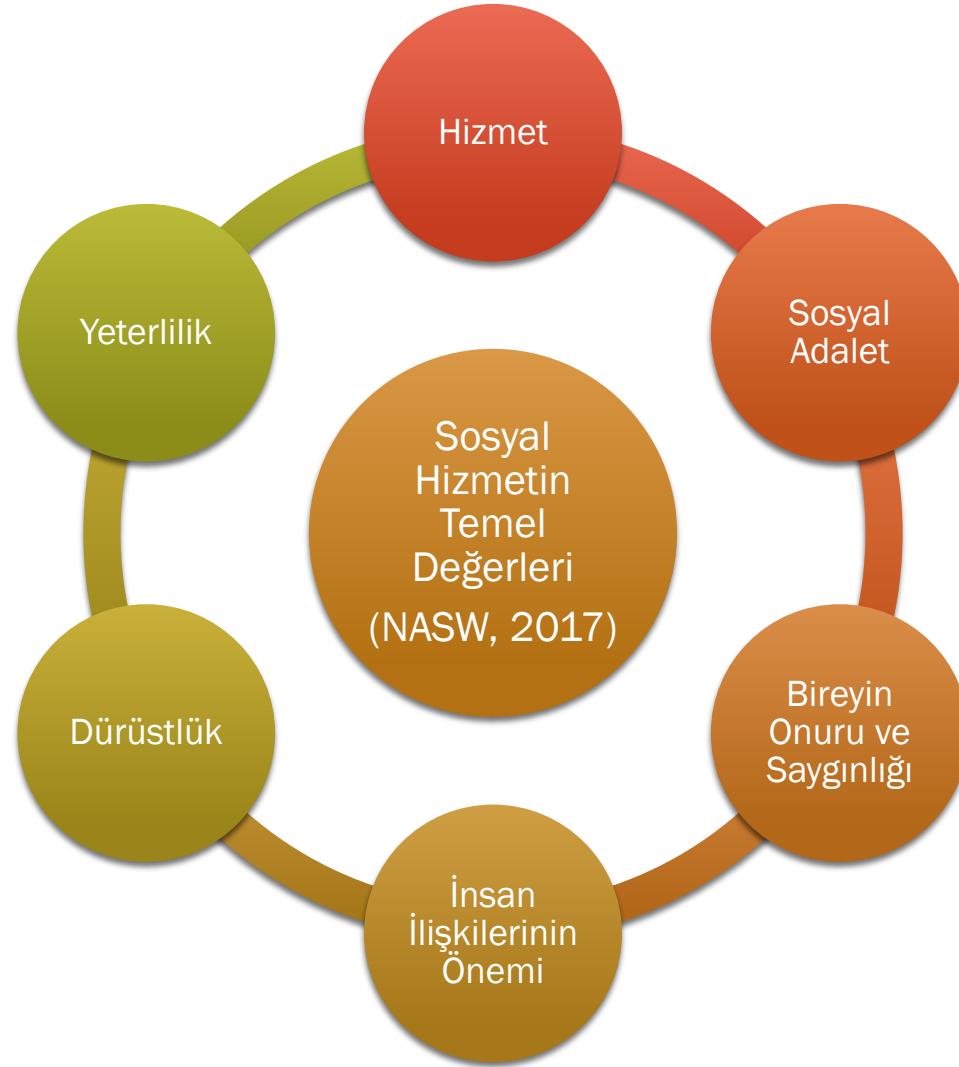 Hizmet
Sosyal
Adalet
Bireyin
Onuru ve
Saygınlığı
İnsan
İlişkilerinin
Önemi
Dürüstlük
Yeterlilik
Sosyal
Hizmetin
Temel
Değerleri
(NASW, 2017)